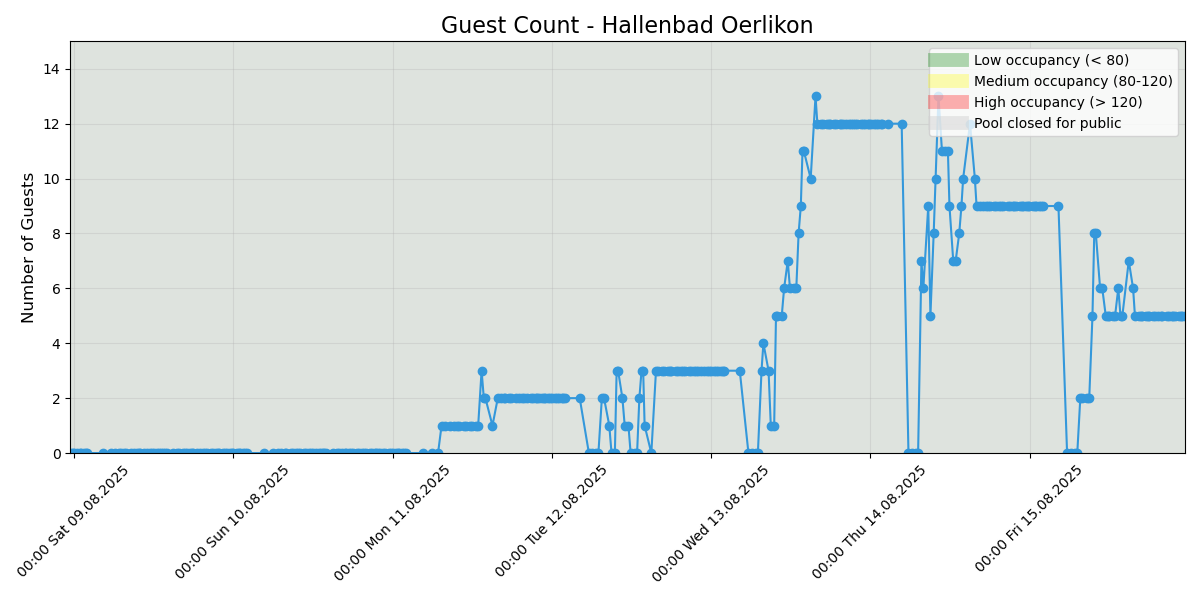 Guest Count - Hallenbad Oerlikon
Number of Guests
14
12
10
8
6
4
2
0
Low occupancy (< 80)
Medium occupancy (80-120)
High occupancy (> 120)
Pool closed for public
00:00 Sat 09.08.2025
00:00 Sun 10.08.2025
00:00 Mon 11.08.2025
00:00 Tue 12.08.2025
00:00 Wed 13.08.2025
00:00 Thu 14.08.2025
00:00 Fri 15.08.2025